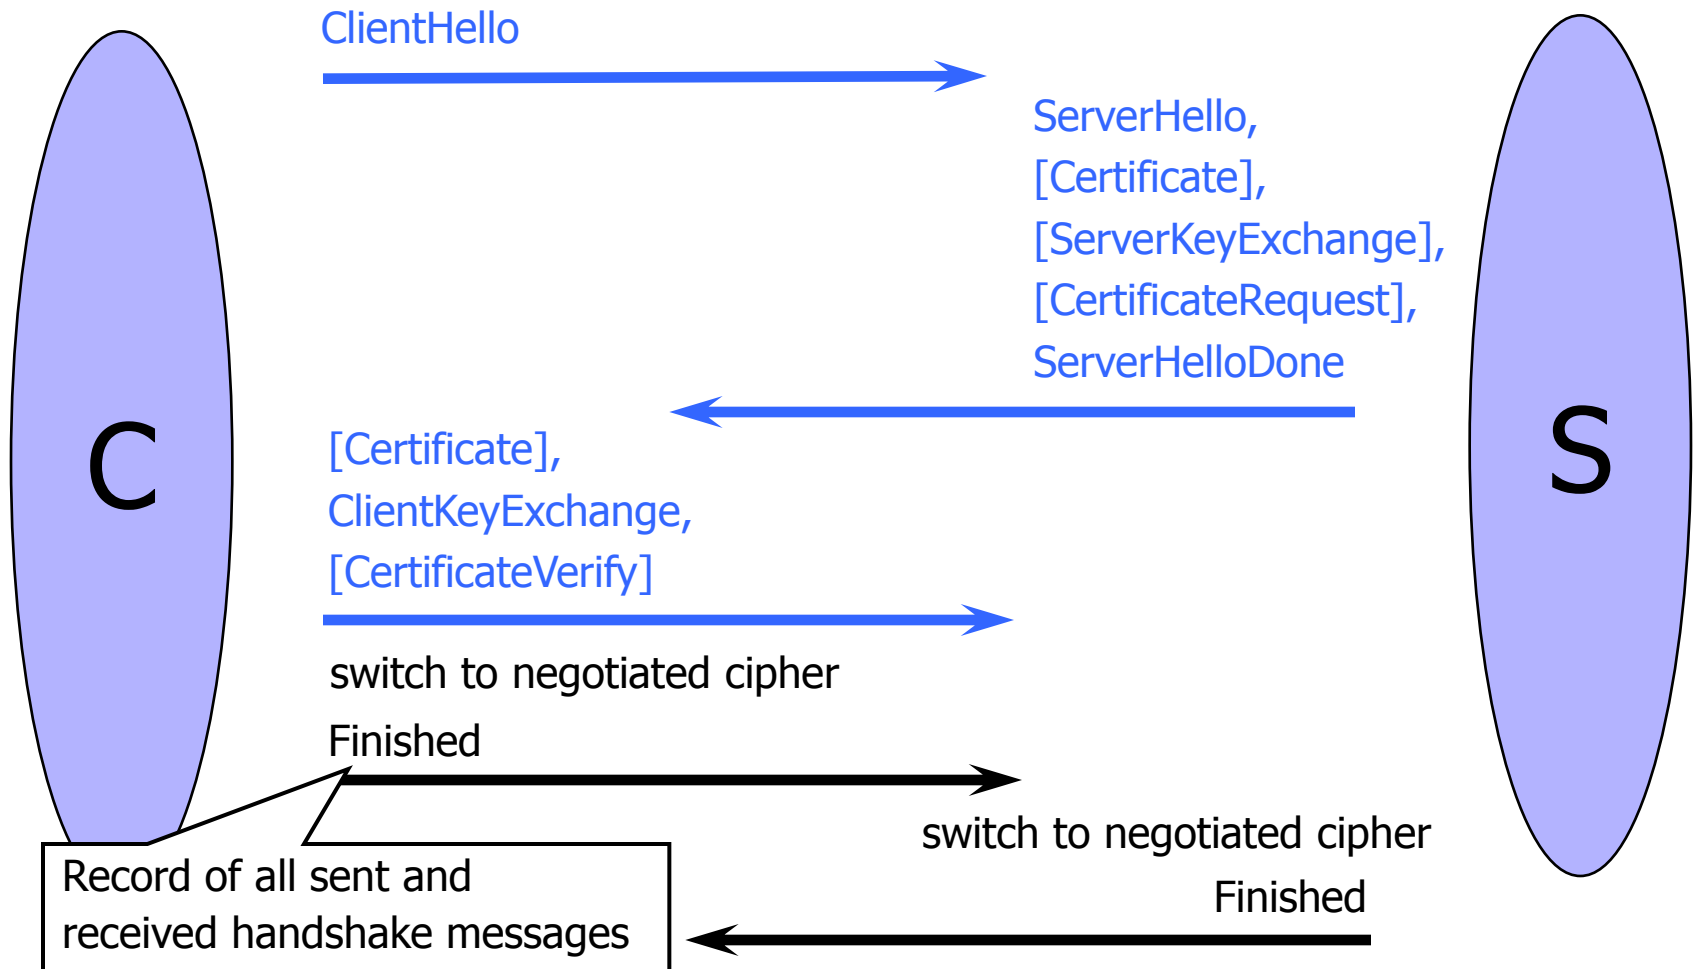 ClientHello
ServerHello,
[Certificate],
[ServerKeyExchange],
[CertificateRequest],
ServerHelloDone
C
S
[Certificate],
ClientKeyExchange,
[CertificateVerify]
switch to negotiated cipher
Finished
switch to negotiated cipher
Finished
Record of all sent and
received handshake messages